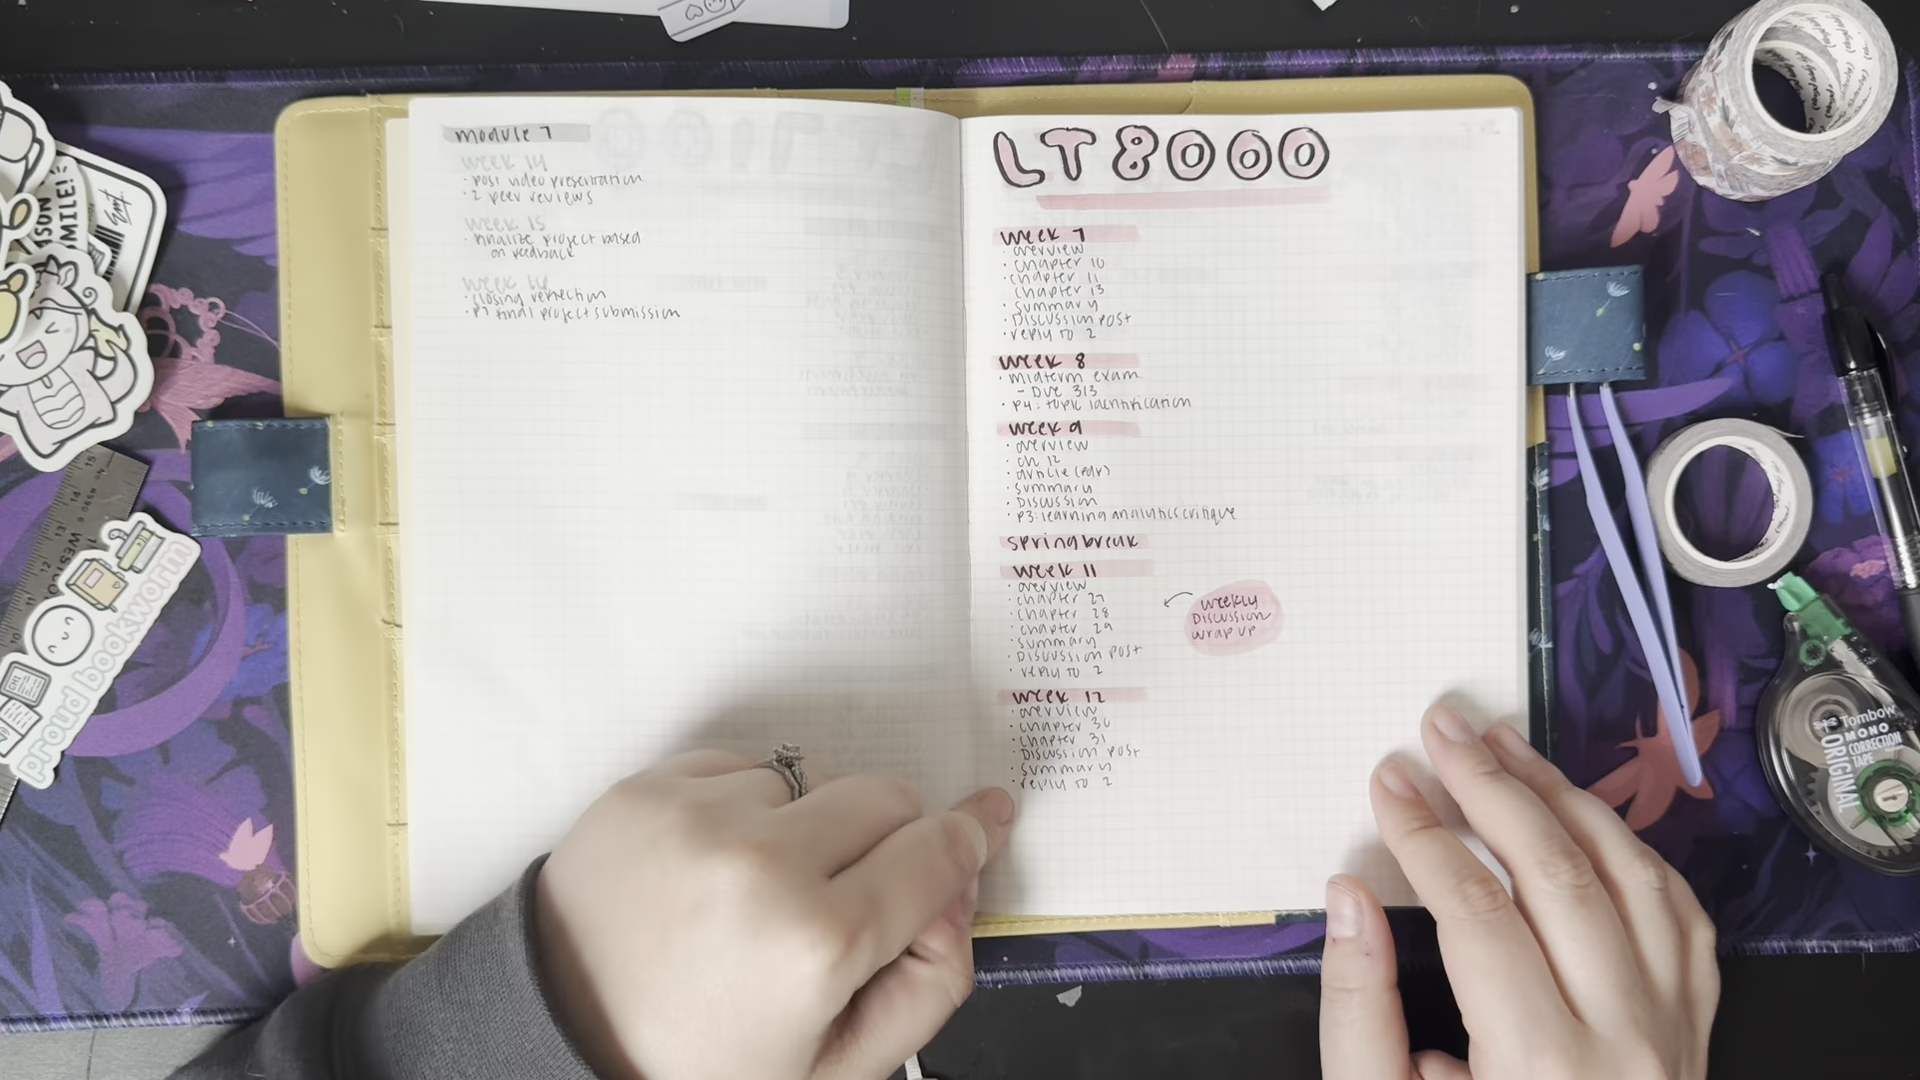 module 7
week 14
• post video presentation
• 2 peer reviews
week 15
• finalize project based
on feedback
week 16
• closing reflection
• P7 final project submission
LT 8000
week 7
• overview
• chapter 10
• chapter 11
chapter 13
• summary
• Discussion post
• reply to 2
week 8
• midterm exam
- Due 3/3
• P4: topic identification
week 9
• overview
• ch 12
• article (PDF)
• summary
• Discussion
• P3: learning analytics critique
spring break
week 11
• overview
• chapter 27
• chapter 28
• chapter 29
• summary
• Discussion post
• reply to 2
weekly
Discussion
wrap up
week 12
• overview
• chapter 30
• chapter 31
• Discussion post
• summary
• reply to 2
SON
MILE!
proud bookworm
Tombow
MONO
CORRECTION
TAPE
ORIGINAL